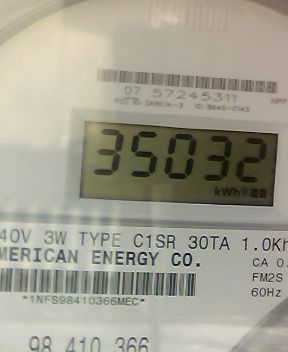 07 57245311
35032
kWh
40V 3W TYPE C1SR 30TA 1.0Kh
MERICAN ENERGY CO.
CA 0.
FM2S
60Hz
*1NFS98410366MEC*
98 410 366